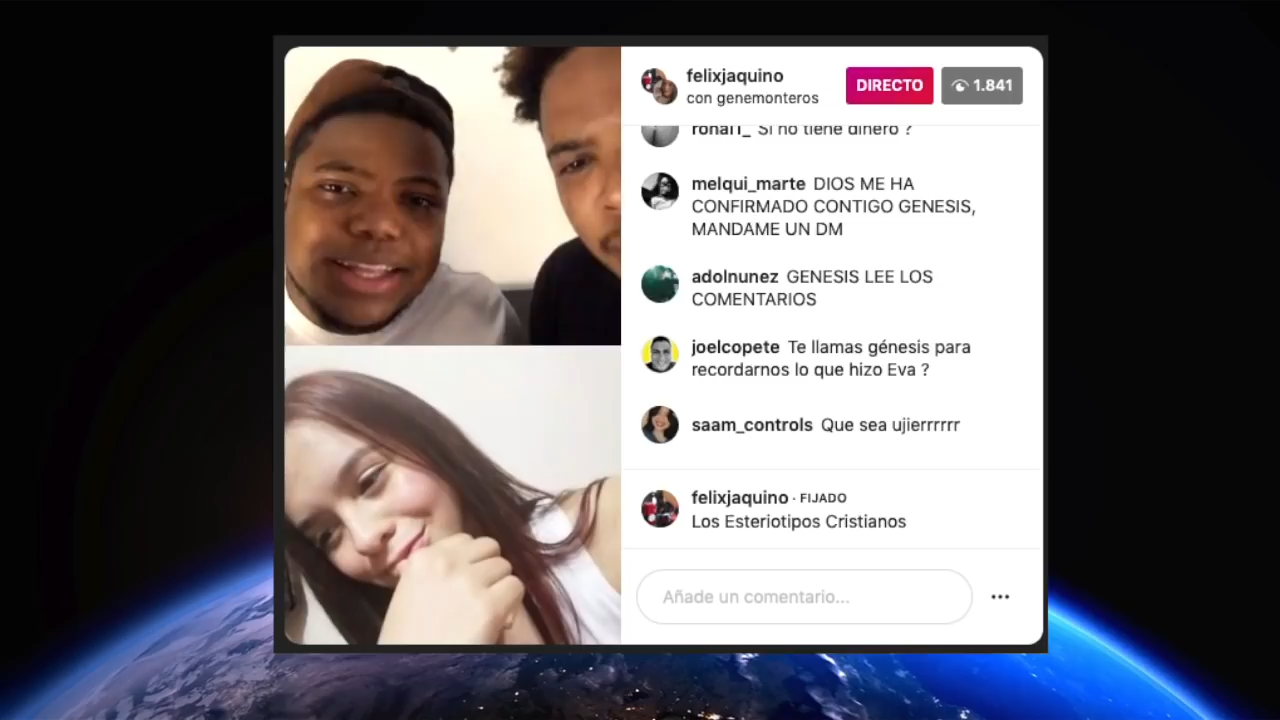 felixjaquino
con genemonteros
DIRECTO
1.841
Si no tiene dinero ?
melqui_marte DIOS ME HA
CONFIRMADO CONTIGO GENESIS,
MANDAME UN DM
adolnunez GENESIS LEE LOS
COMENTARIOS
joelcopete Te llamas génesis para
recordarnos lo que hizo Eva ?
saam_controls Que sea ujierrrrrr
felixjaquino · FIJADO
Los Esteriotipos Cristianos
Añade un comentario...